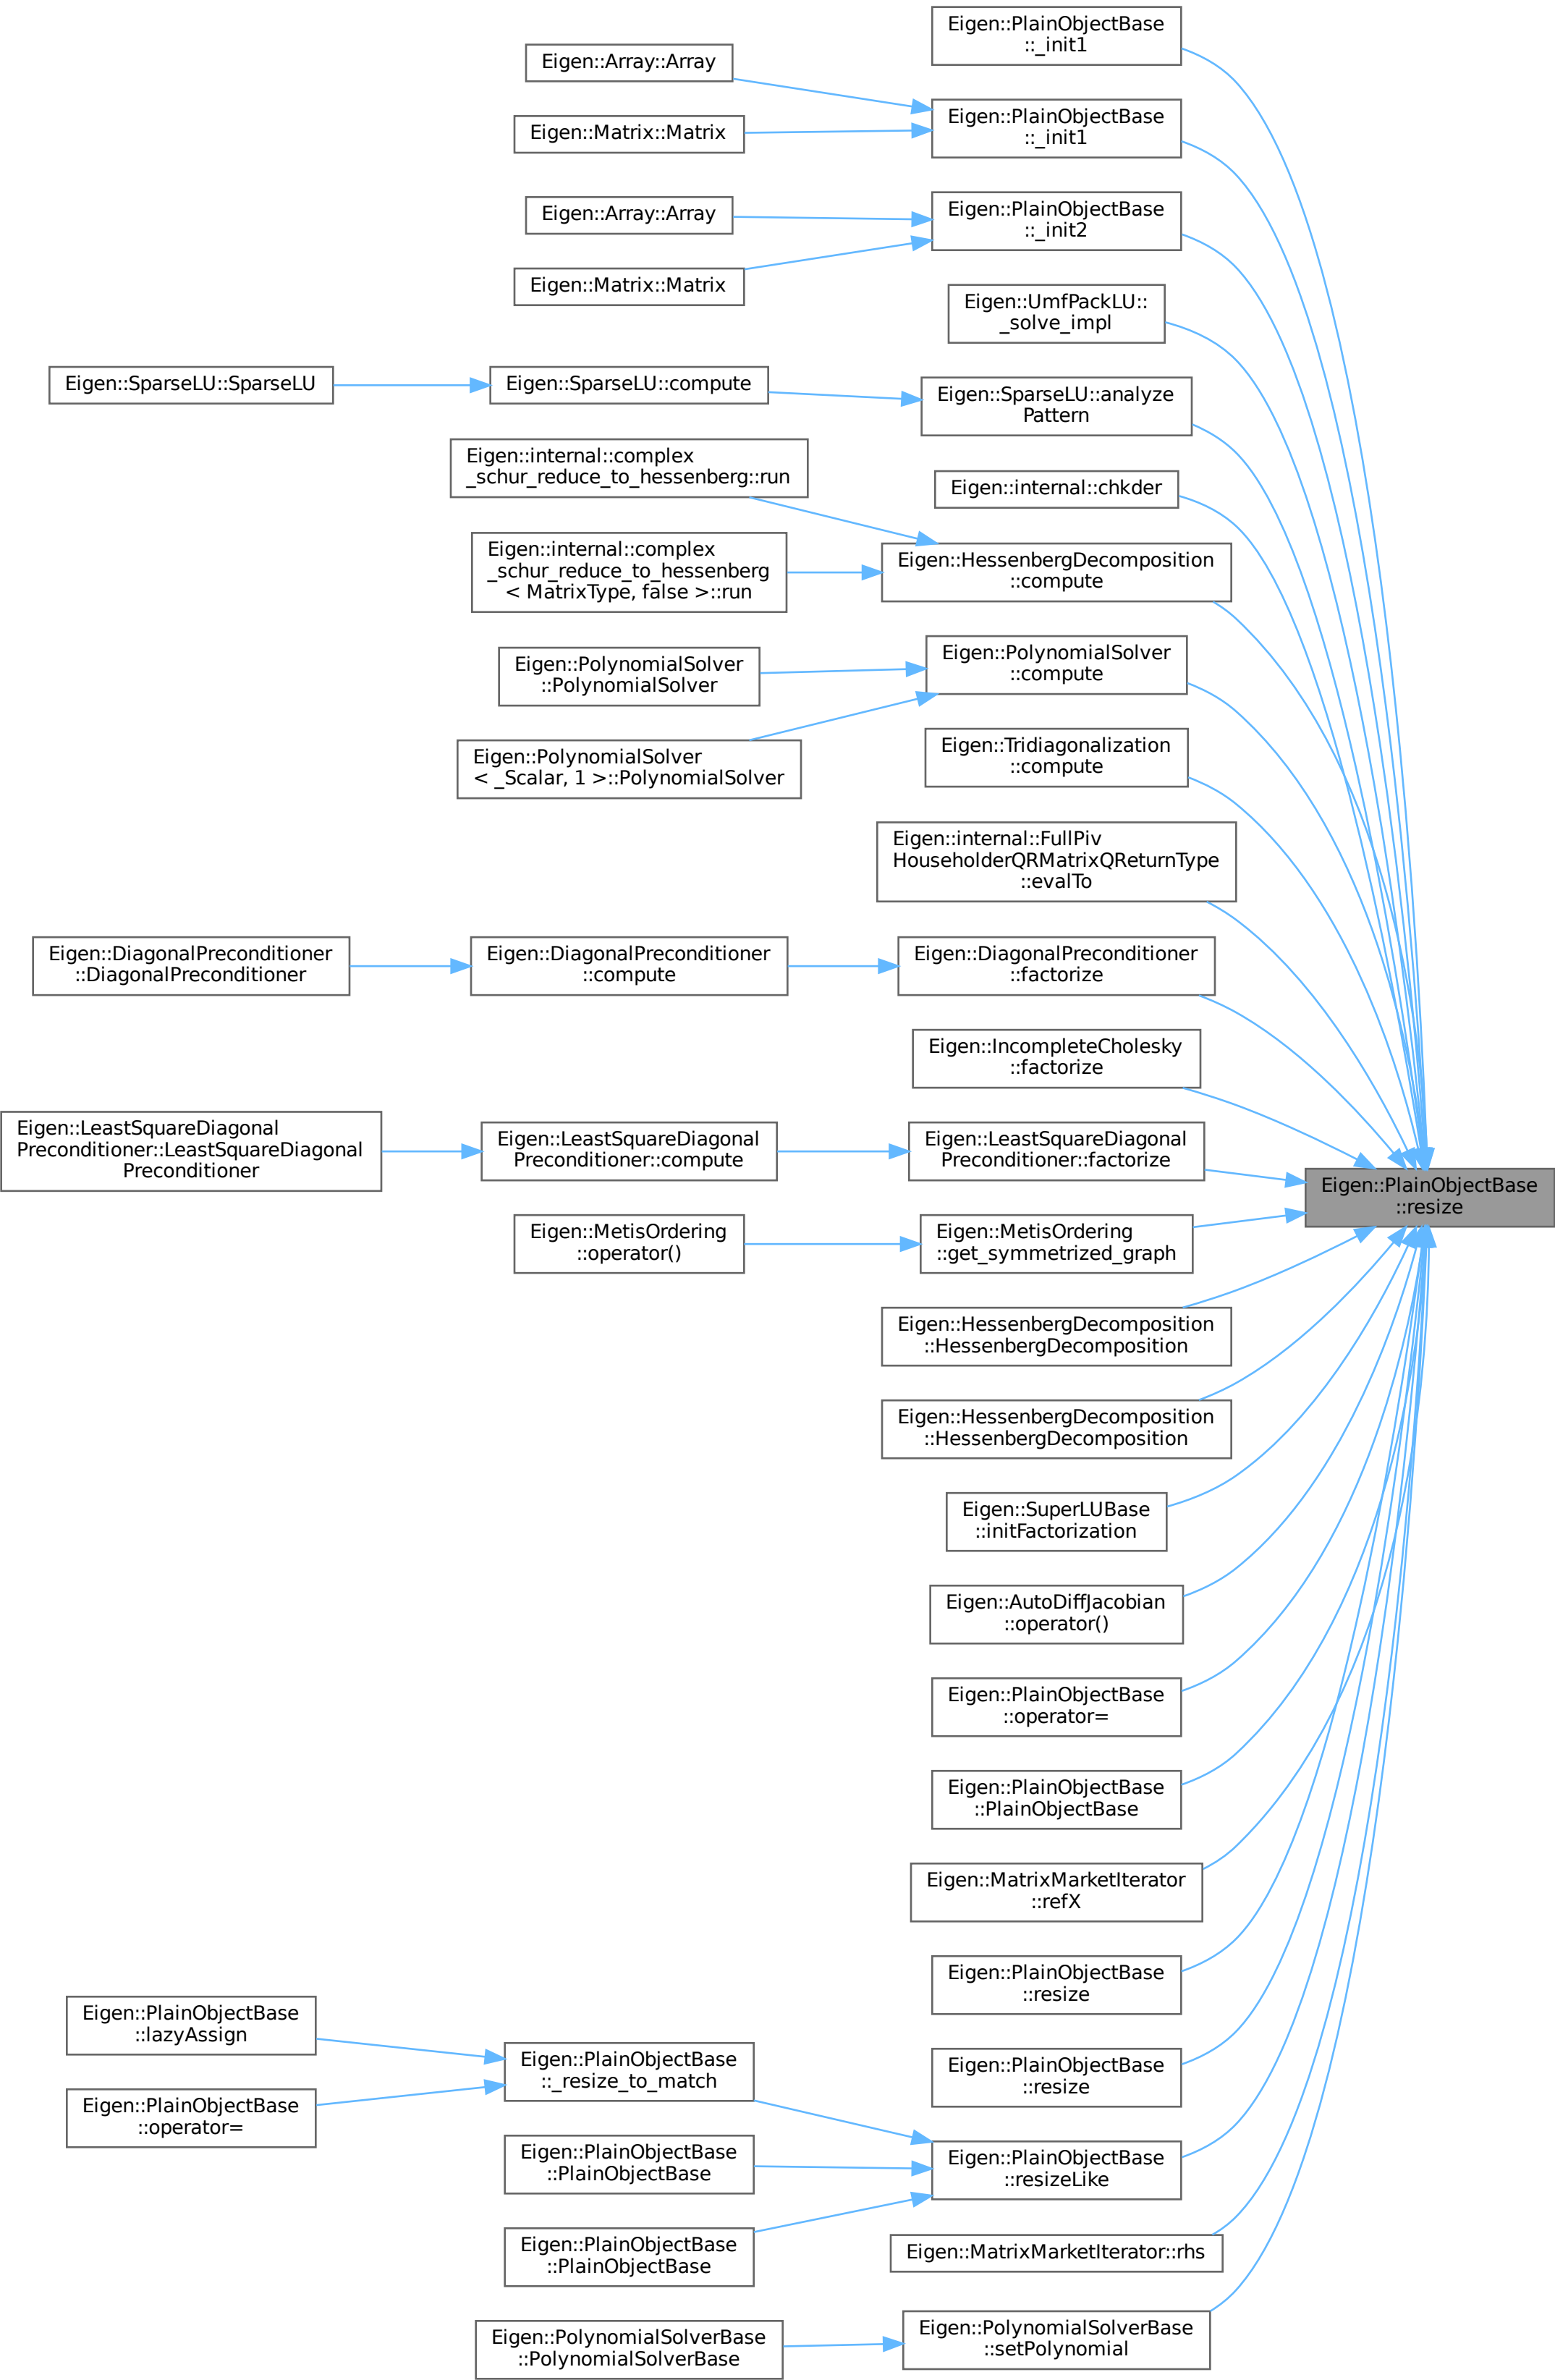 Eigen::PlainObjectBase
::_init1
Eigen::Array::Array
Eigen::PlainObjectBase
::_init1
Eigen::Matrix::Matrix
Eigen::Array::Array
Eigen::PlainObjectBase
::_init2
Eigen::Matrix::Matrix
Eigen::UmfPackLU::
_solve_impl
Eigen::SparseLU::SparseLU
Eigen::SparseLU::compute
Eigen::SparseLU::analyze
Pattern
Eigen::internal::complex
_schur_reduce_to_hessenberg::run
Eigen::internal::chkder
Eigen::internal::complex
_schur_reduce_to_hessenberg
< MatrixType, false >::run
Eigen::HessenbergDecomposition
::compute
Eigen::PolynomialSolver
::PolynomialSolver
Eigen::PolynomialSolver
::compute
Eigen::PolynomialSolver
< _Scalar, 1 >::PolynomialSolver
Eigen::Tridiagonalization
::compute
Eigen::internal::FullPiv
HouseholderQRMatrixQReturnType
::evalTo
Eigen::DiagonalPreconditioner
::DiagonalPreconditioner
Eigen::DiagonalPreconditioner
::compute
Eigen::DiagonalPreconditioner
::factorize
Eigen::IncompleteCholesky
::factorize
Eigen::LeastSquareDiagonal
Preconditioner::LeastSquareDiagonal
Preconditioner
Eigen::LeastSquareDiagonal
Preconditioner::compute
Eigen::LeastSquareDiagonal
Preconditioner::factorize
Eigen::PlainObjectBase
::resize
Eigen::MetisOrdering
::operator()
Eigen::MetisOrdering
::get_symmetrized_graph
Eigen::HessenbergDecomposition
::HessenbergDecomposition
Eigen::HessenbergDecomposition
::HessenbergDecomposition
Eigen::SuperLUBase
::initFactorization
Eigen::AutoDiffJacobian
::operator()
Eigen::PlainObjectBase
::operator=
Eigen::PlainObjectBase
::PlainObjectBase
Eigen::MatrixMarketIterator
::refX
Eigen::PlainObjectBase
::resize
Eigen::PlainObjectBase
::lazyAssign
Eigen::PlainObjectBase
::_resize_to_match
Eigen::PlainObjectBase
::resize
Eigen::PlainObjectBase
::operator=
Eigen::PlainObjectBase
::PlainObjectBase
Eigen::PlainObjectBase
::resizeLike
Eigen::PlainObjectBase
::PlainObjectBase
Eigen::MatrixMarketIterator::rhs
Eigen::PolynomialSolverBase
::PolynomialSolverBase
Eigen::PolynomialSolverBase
::setPolynomial